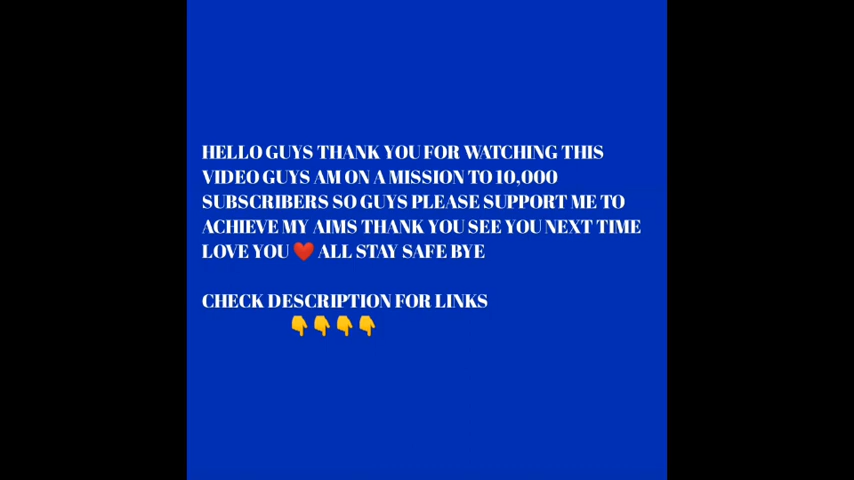 HELLO GUYS THANK YOU FOR WATCHING THIS
VIDEO GUYS AM ON A MISSION TO 10,000
SUBSCRIBERS SO GUYS PLEASE SUPPORT ME TO
ACHIEVE MY AIMS THANK YOU SEE YOU NEXT TIME
LOVE YOU ❤️ ALL STAY SAFE BYE
CHECK DESCRIPTION FOR LINKS
👇👇👇👇